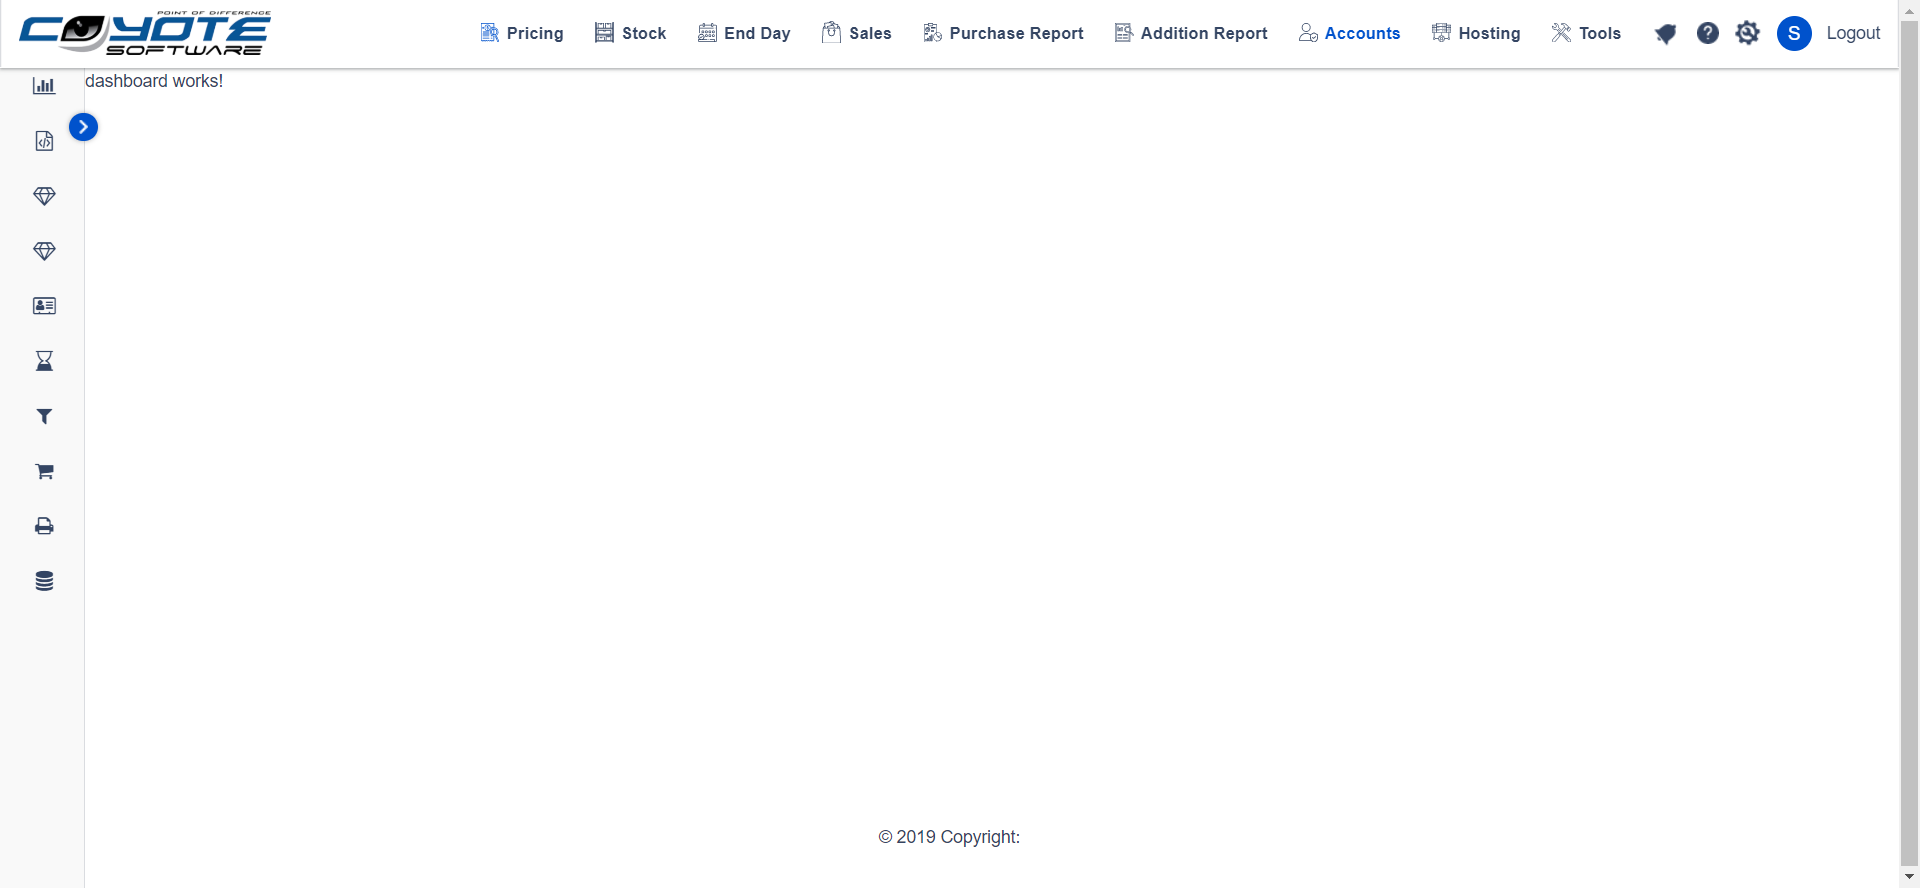 POINT OF DIFFERENCE
COYOTE
SOFTWARE
Pricing Stock End Day Sales Purchase Report Addition Report Accounts Hosting Tools ? S Logout
dashboard works!
© 2019 Copyright: